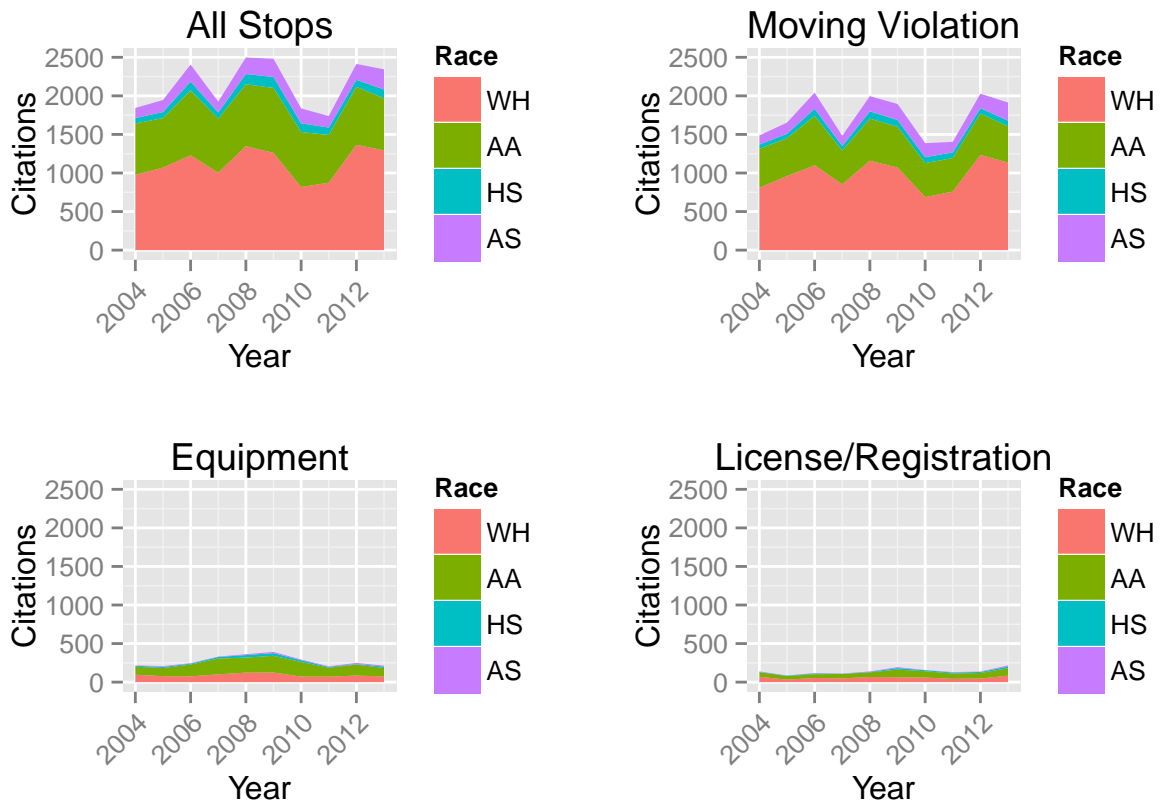 All Stops
Citations
2500
2000
1500
1000
500
0
2004
2006
2008
2010
2012
Year
Race
WH
AA
HS
AS
Moving Violation
Citations
2500
2000
1500
1000
500
0
2004
2006
2008
2010
2012
Year
Race
WH
AA
HS
AS
Equipment
Citations
2500
2000
1500
1000
500
0
2004
2006
2008
2010
2012
Year
Race
WH
AA
HS
AS
License/Registration
Citations
2500
2000
1500
1000
500
0
2004
2006
2008
2010
2012
Year
Race
WH
AA
HS
AS